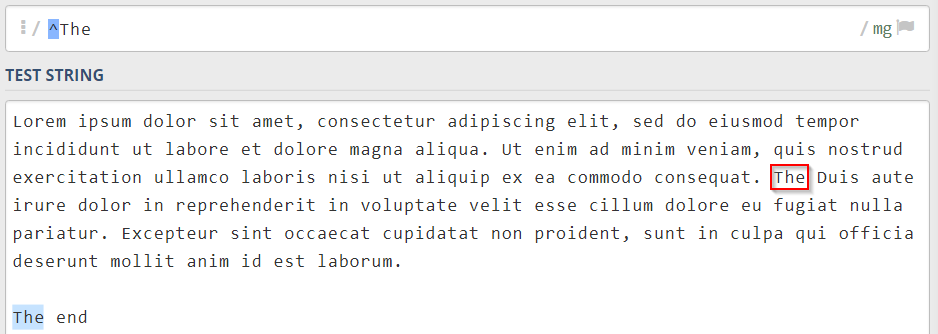 / ^The / mg
TEST STRING
Lorem ipsum dolor sit amet, consectetur adipiscing elit, sed do eiusmod tempor
incididunt ut labore et dolore magna aliqua. Ut enim ad minim veniam, quis nostrud
exercitation ullamco laboris nisi ut aliquip ex ea commodo consequat. The Duis aute
irure dolor in reprehenderit in voluptate velit esse cillum dolore eu fugiat nulla
pariatur. Excepteur sint occaecat cupidatat non proident, sunt in culpa qui officia
deserunt mollit anim id est laborum.
The end